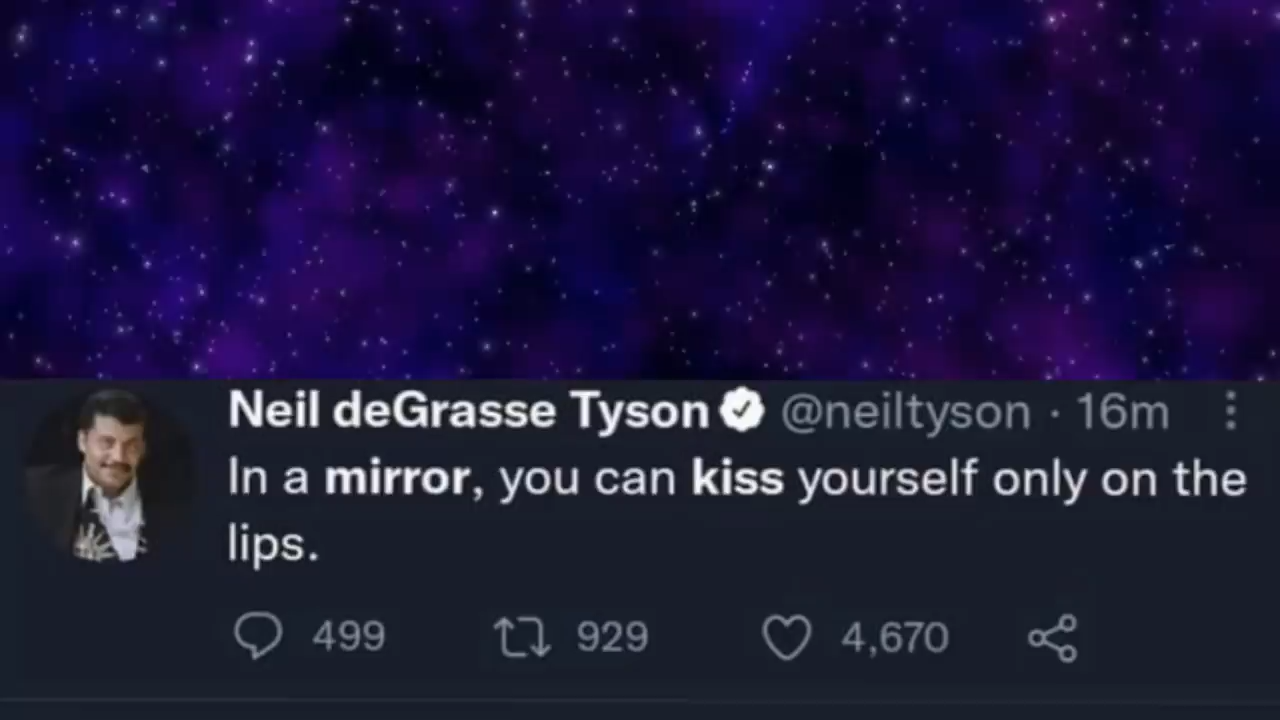 Neil deGrasse Tyson @neiltyson · 16m
In a mirror, you can kiss yourself only on the
lips.
499 929 4,670